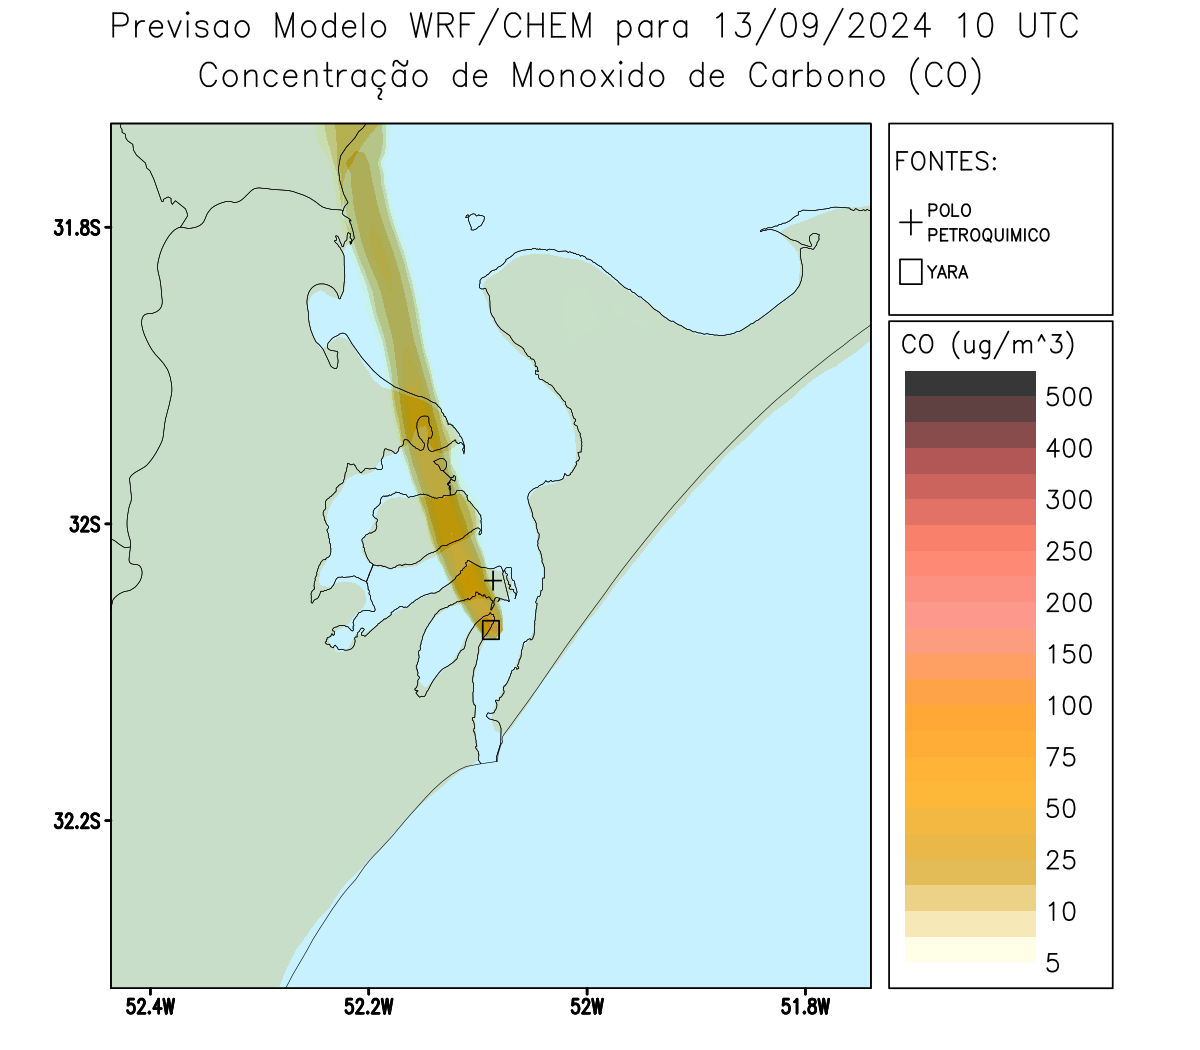 Previsao Modelo WRF/CHEM para 13/09/2024 10 UTC
Concentração de Monoxido de Carbono (CO)
FONTES:
POLO
PETROQUIMICO
YARA
CO (ug/m^3)
500
400
300
250
200
150
100
75
50
25
10
5
31.8S
32S
32.2S
52.4W
52.2W
52W
51.8W